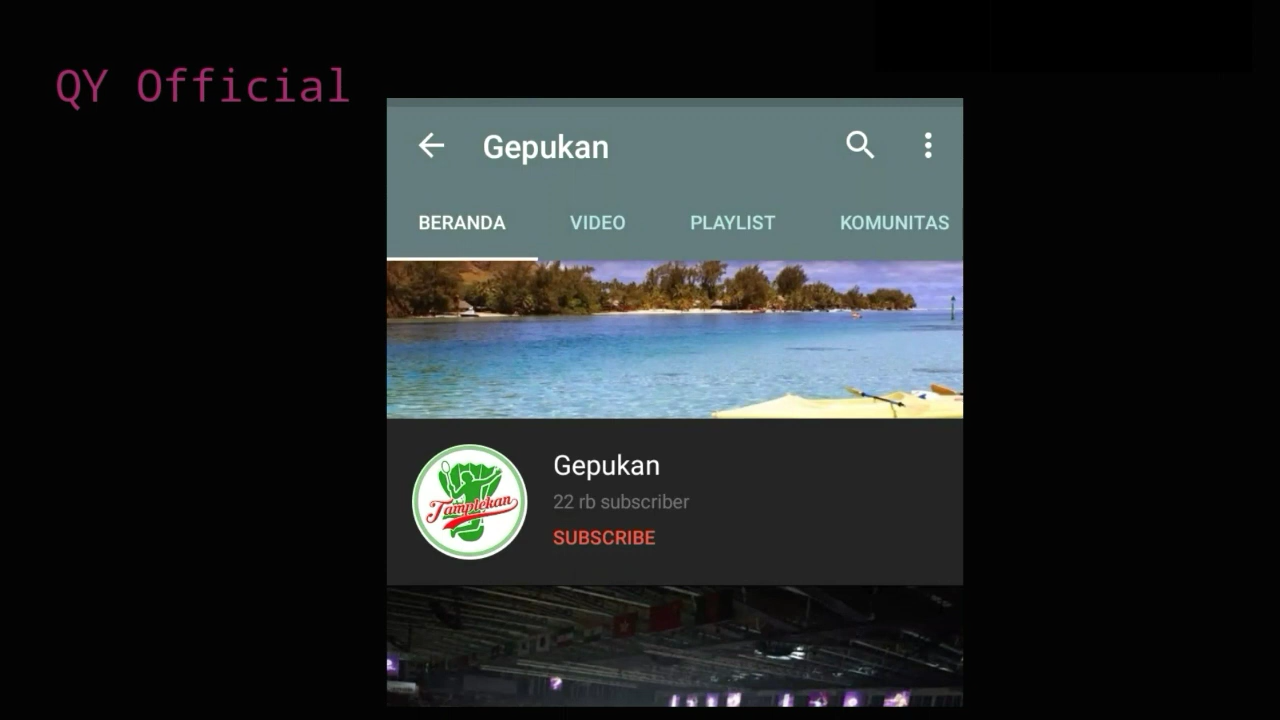 QY Official
Gepukan
BERANDA VIDEO PLAYLIST KOMUNITAS
Tamplekan
Gepukan
22 rb subscriber
SUBSCRIBE